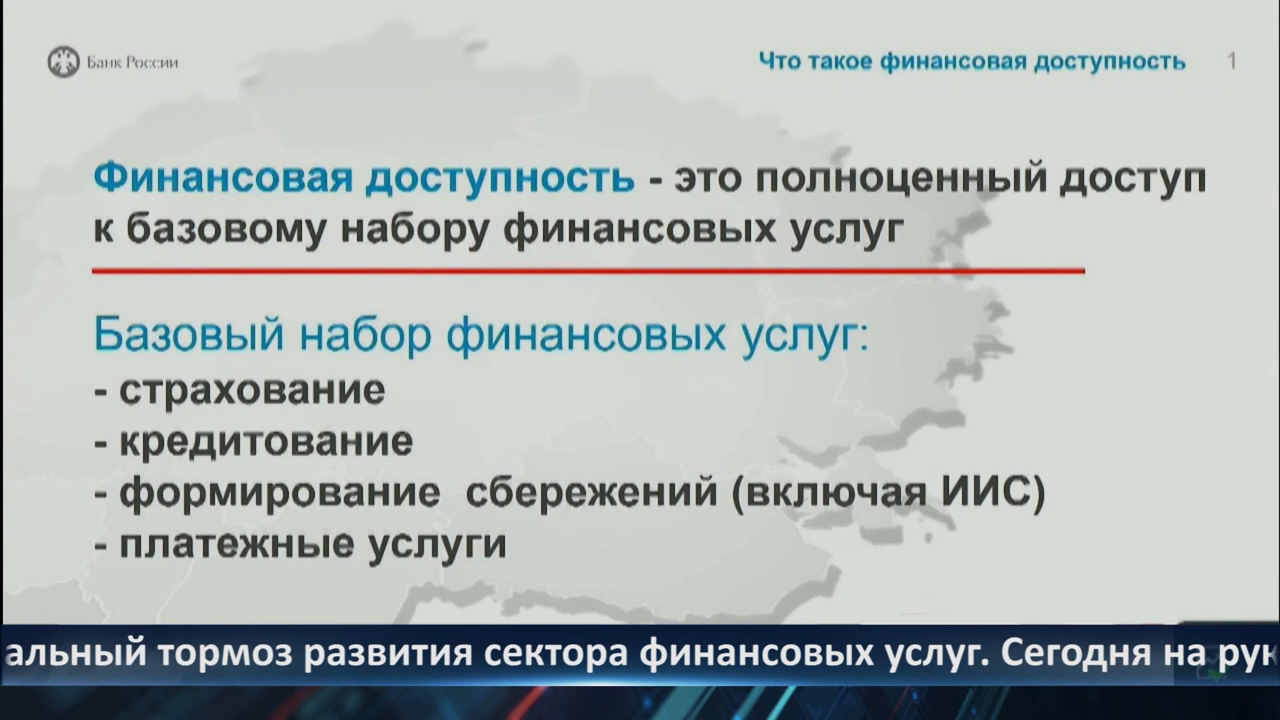 Банк России
Что такое финансовая доступность 1
Финансовая доступность - это полноценный доступ
к базовому набору финансовых услуг
Базовый набор финансовых услуг:
- страхование
- кредитование
- формирование сбережений (включая ИИС)
- платежные услуги
альный тормоз развития сектора финансовых услуг. Сегодня на рук